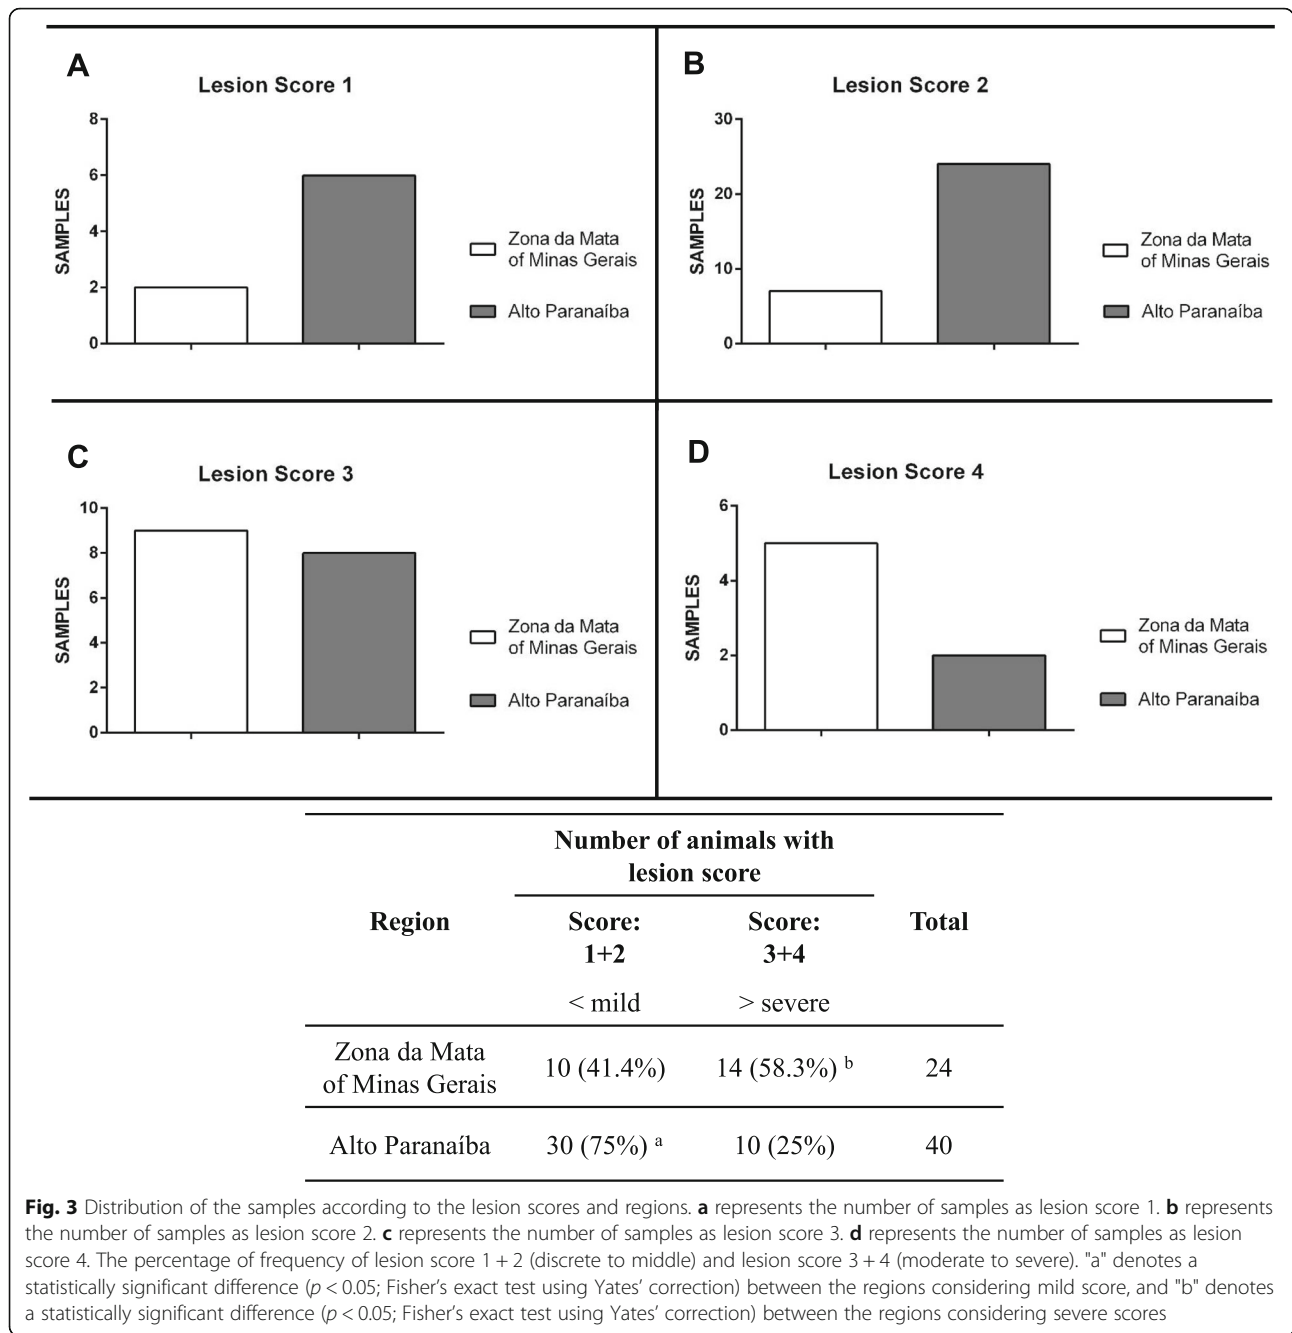 A
Lesion Score 1
SAMPLES
8
6
4
2
0
Zona da Mata
of Minas Gerais
Alto Paranaíba
B
Lesion Score 2
SAMPLES
30
20
10
0
Zona da Mata
of Minas Gerais
Alto Paranaíba
C
Lesion Score 3
SAMPLES
10
8
6
4
2
0
Zona da Mata
of Minas Gerais
Alto Paranaíba
D
Lesion Score 4
SAMPLES
6
4
2
0
Zona da Mata
of Minas Gerais
Alto Paranaíba
Number of animals with
lesion score
Region Score: Score: Total
1+2 3+4
< mild > severe
Zona da Mata
of Minas Gerais 10 (41.4%) 14 (58.3%) b 24
Alto Paranaíba 30 (75%) a 10 (25%) 40
Fig. 3 Distribution of the samples according to the lesion scores and regions. a represents the number of samples as lesion score 1. b represents
the number of samples as lesion score 2. c represents the number of samples as lesion score 3. d represents the number of samples as lesion
score 4. The percentage of frequency of lesion score 1 + 2 (discrete to middle) and lesion score 3 + 4 (moderate to severe). "a" denotes a
statistically significant difference (p < 0.05; Fisher's exact test using Yates' correction) between the regions considering mild score, and "b" denotes
a statistically significant difference (p < 0.05; Fisher's exact test using Yates' correction) between the regions considering severe scores